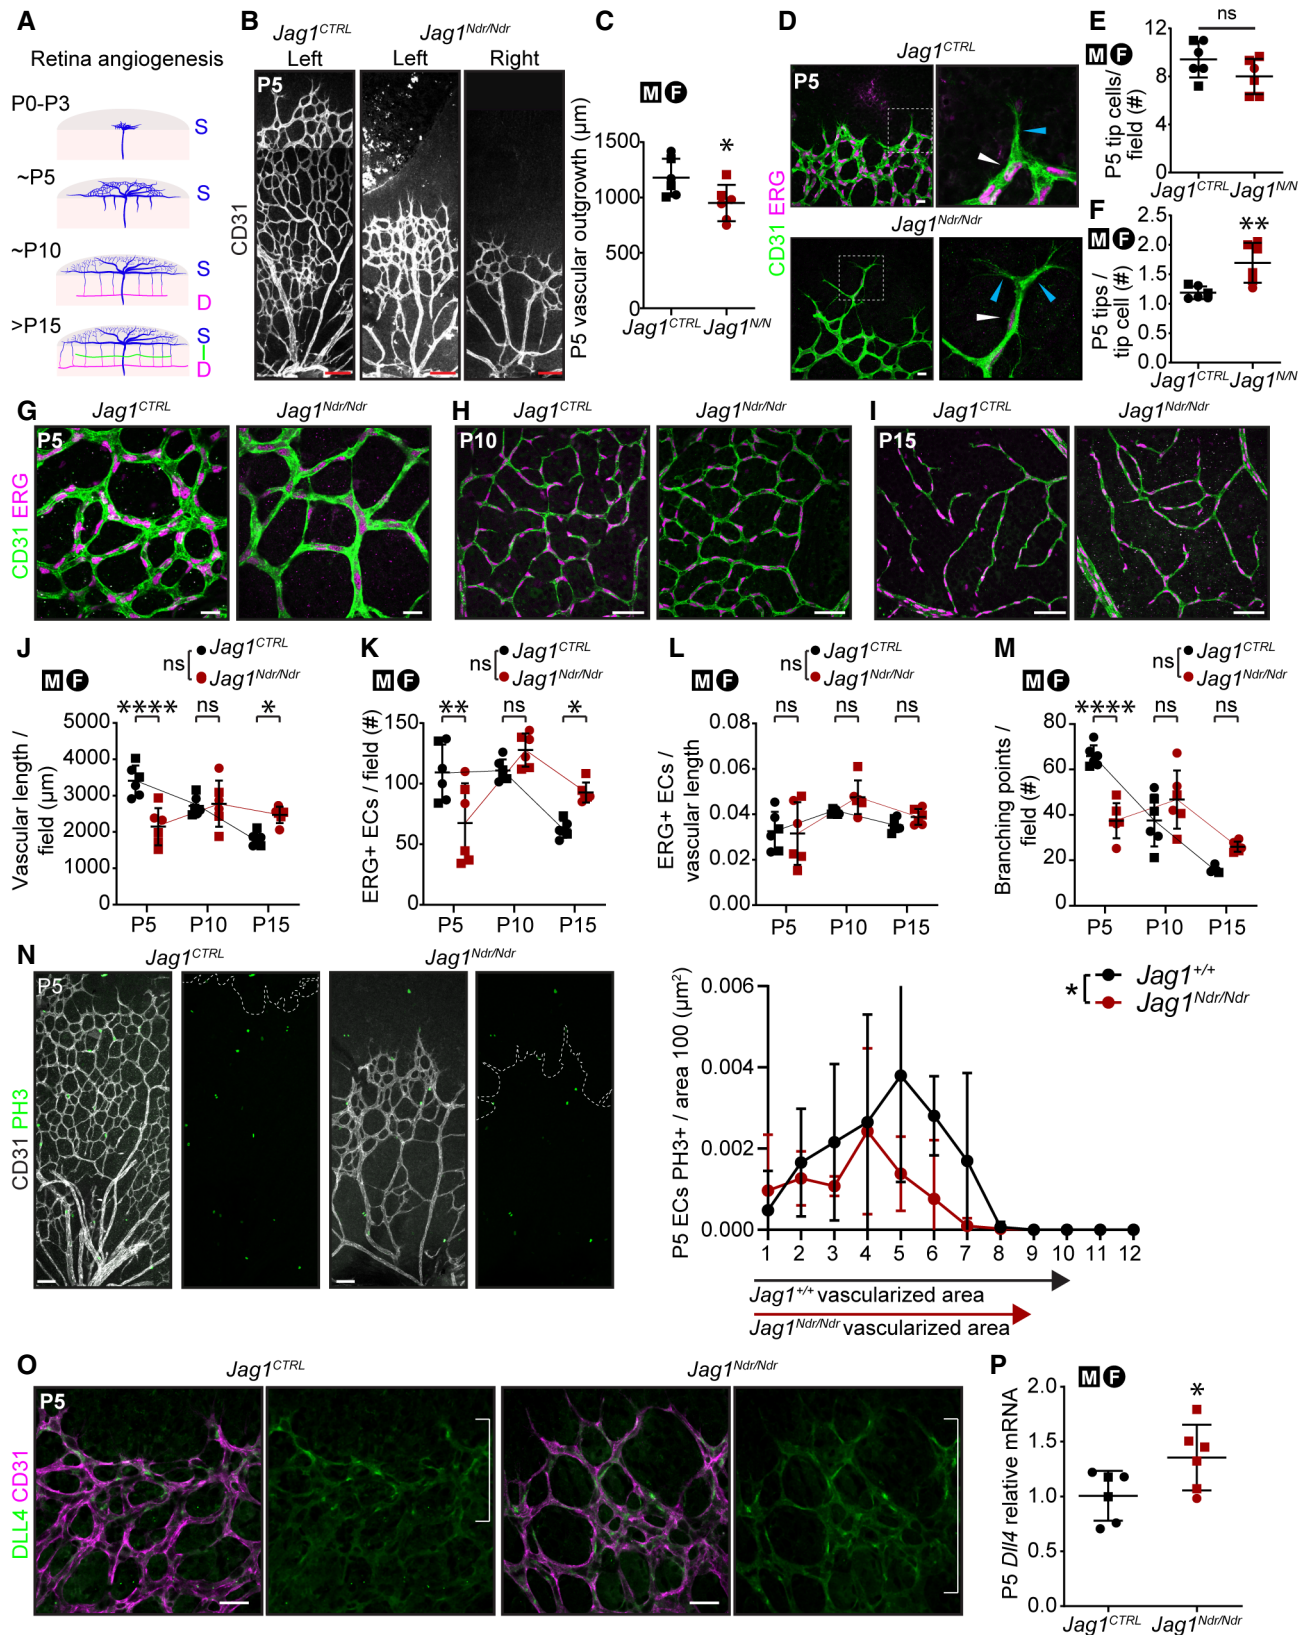 A
Retina angiogenesis
P0-P3
S
~P5
S
~P10
S
D
>P15
S
I
D
B
Jag1CTRL
Jag1Ndr/Ndr
Left
Left
Right
P5
CD31
C
M F
P5 vascular outgrowth (µm)
1500
1000
500
0
*
Jag1CTRL Jag1N/N
D
Jag1CTRL
P5
Jag1Ndr/Ndr
CD31 ERG
E
ns
M F
P5 tip cells/
field (#)
12
8
4
0
Jag1CTRL Jag1N/N
F
M F
**
P5 tips /
tip cell (#)
2.5
2.0
1.5
1.0
0.5
0.0
Jag1CTRL Jag1N/N
G
Jag1CTRL
Jag1Ndr/Ndr
P5
CD31 ERG
H
Jag1CTRL
Jag1Ndr/Ndr
P10
I
Jag1CTRL
Jag1Ndr/Ndr
P15
J
ns
Jag1CTRL
Jag1Ndr/Ndr
M F
**** ns *
Vascular length /
field (µm)
5000
4000
3000
2000
1000
0
P5 P10 P15
K
ns
Jag1CTRL
Jag1Ndr/Ndr
M F
** ns *
ERG+ ECs / field (#)
150
100
50
0
P5 P10 P15
L
ns
Jag1CTRL
Jag1Ndr/Ndr
M F
ns ns ns
ERG+ ECs /
vascular length
0.08
0.06
0.04
0.02
0.00
P5 P10 P15
M
ns
Jag1CTRL
Jag1Ndr/Ndr
M F
**** ns ns
Branching points /
field (#)
80
60
40
20
0
P5 P10 P15
N
Jag1CTRL
Jag1Ndr/Ndr
P5
CD31 PH3
P5 ECs PH3+ / area 100 (µm2)
0.006
0.004
0.002
0.000
1 2 3 4 5 6 7 8 9 10 11 12
*
Jag1+/+
Jag1Ndr/Ndr
Jag1+/+ vascularized area
Jag1Ndr/Ndr vascularized area
O
Jag1CTRL
Jag1Ndr/Ndr
P5
DLL4 CD31
P
M F
*
P5 Dll4 relative mRNA
2.0
1.5
1.0
0.5
0.0
Jag1CTRL Jag1Ndr/Ndr